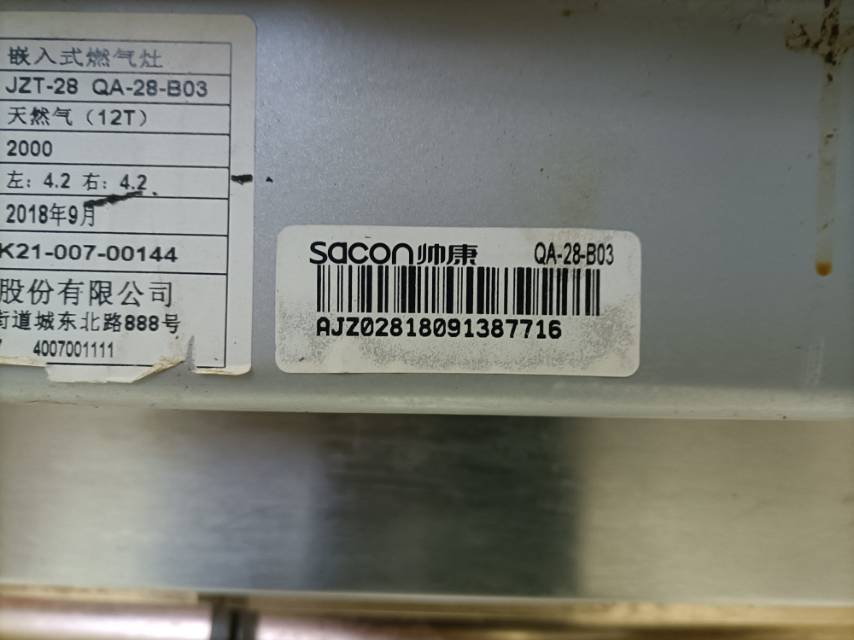 嵌入式燃气灶
JZT-28 QA-28-B03
天然气（12T）
2000
左：4.2 右：4.2
2018年9月
K21-007-00144
股份有限公司
街道城东北路888号
4007001111
sacon帅康 QA-28-B03
AJZ02818091387716